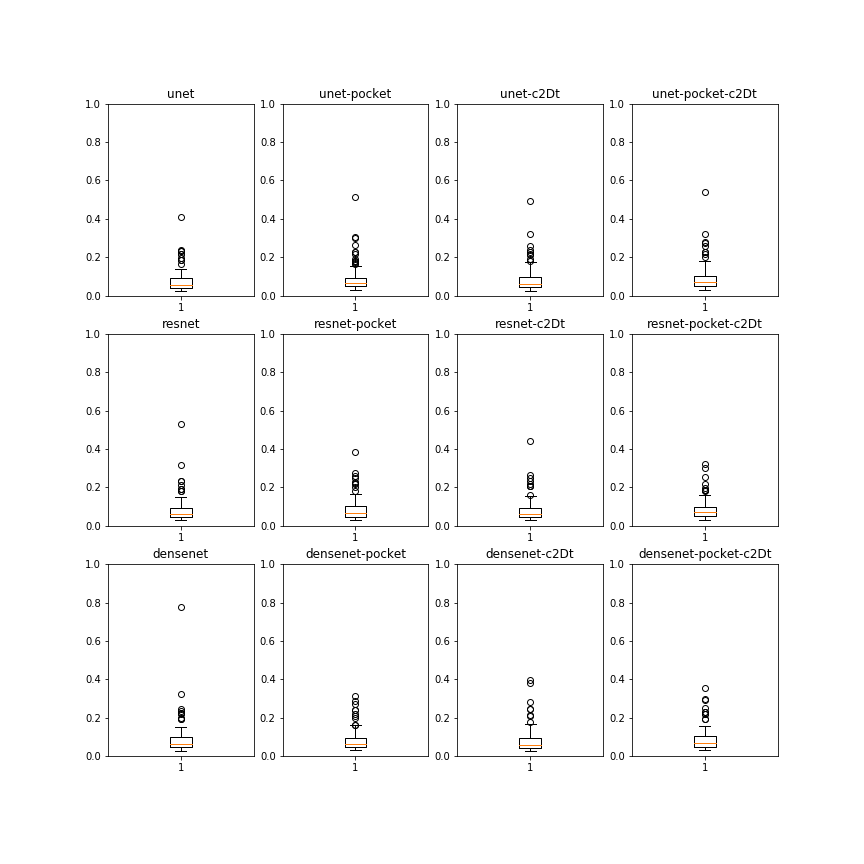 unet unet-pocket unet-c2Dt unet-pocket-c2Dt
1.0 1.0 1.0 1.0
0.8 0.8 0.8 0.8
0.6 0.6 0.6 0.6
0.4 0.4 0.4 0.4
0.2 0.2 0.2 0.2
0.0 0.0 0.0 0.0
1 1 1 1
resnet resnet-pocket resnet-c2Dt resnet-pocket-c2Dt
1.0 1.0 1.0 1.0
0.8 0.8 0.8 0.8
0.6 0.6 0.6 0.6
0.4 0.4 0.4 0.4
0.2 0.2 0.2 0.2
0.0 0.0 0.0 0.0
1 1 1 1
densenet densenet-pocket densenet-c2Dt densenet-pocket-c2Dt
1.0 1.0 1.0 1.0
0.8 0.8 0.8 0.8
0.6 0.6 0.6 0.6
0.4 0.4 0.4 0.4
0.2 0.2 0.2 0.2
0.0 0.0 0.0 0.0
1 1 1 1